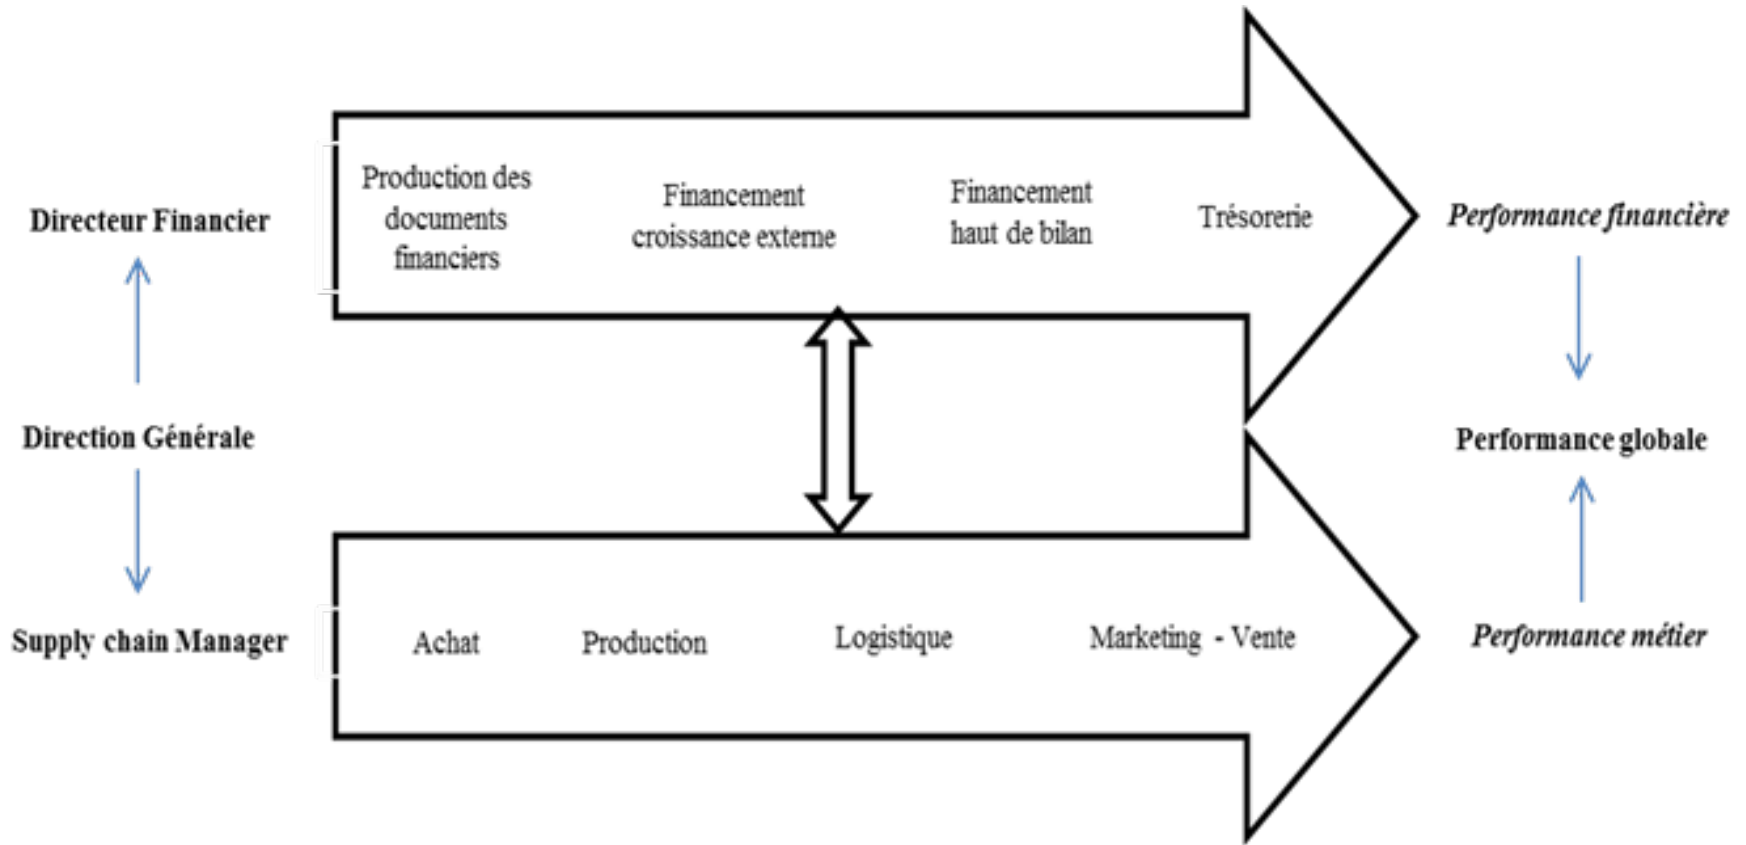 Directeur Financier
Direction Générale
Supply chain Manager
Production des
documents
financiers
Financement
croissance externe
Financement
haut de bilan
Trésorerie
Achat
Production
Logistique
Marketing - Vente
Performance financière
Performance globale
Performance métier